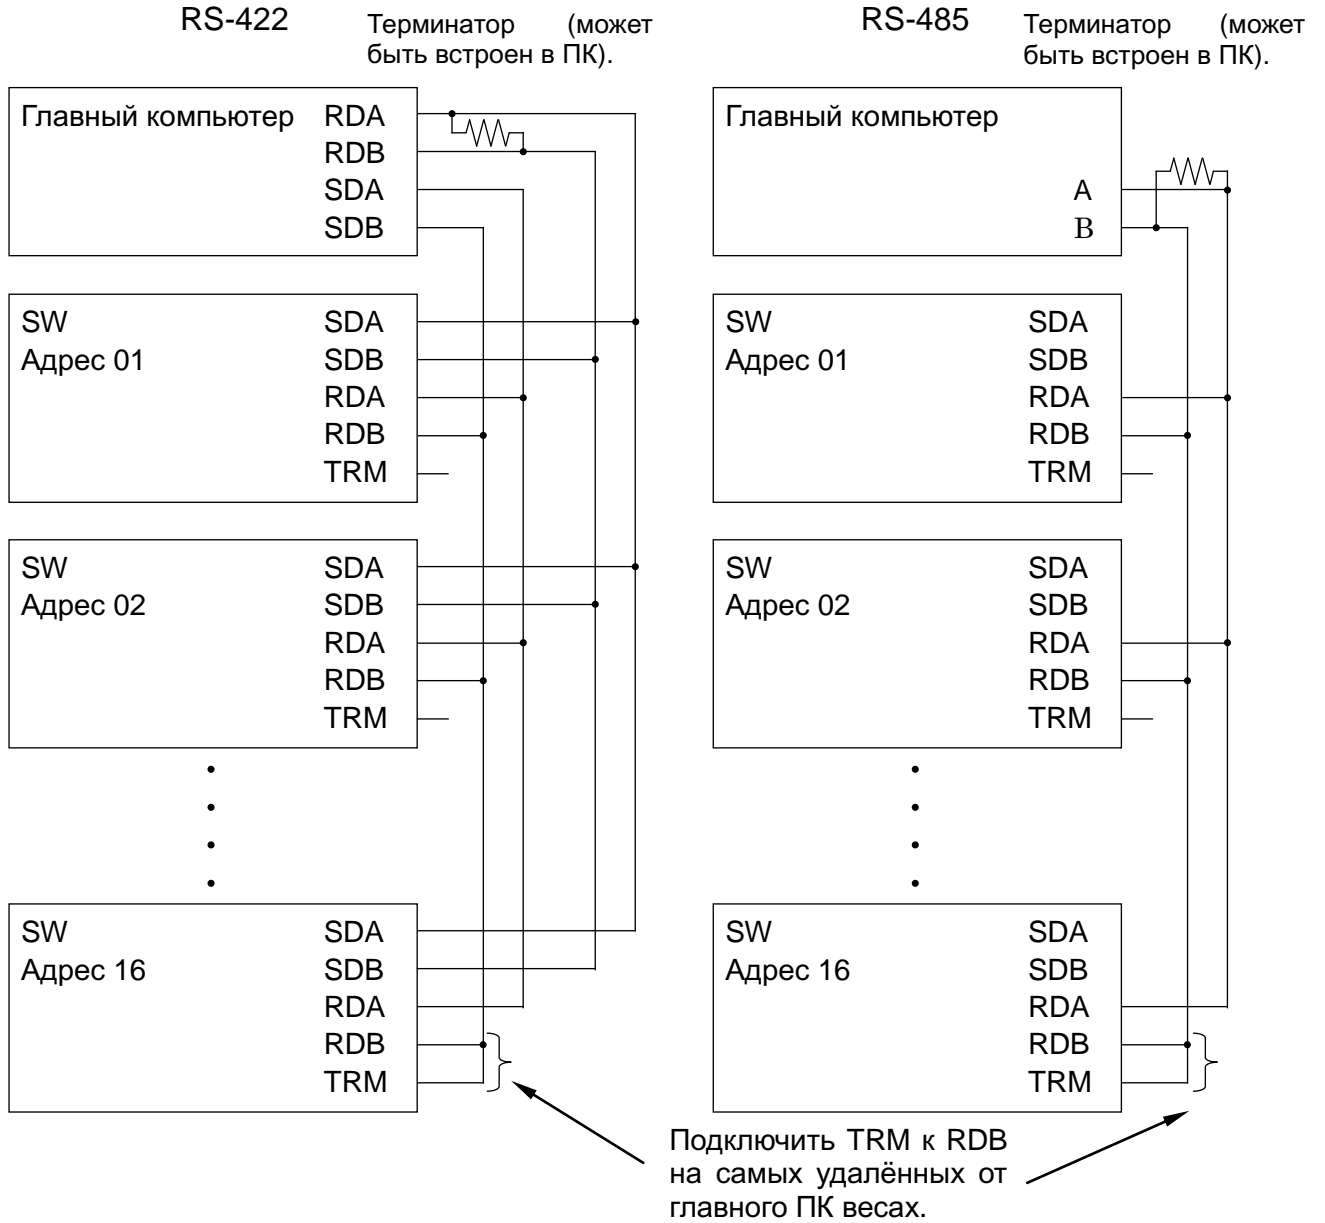 RS-422
Терминатор (может
быть встроен в ПК).
Главный компьютер
RDA
RDB
SDA
SDB
SW
Адрес 01
SDA
SDB
RDA
RDB
TRM
SW
Адрес 02
SDA
SDB
RDA
RDB
TRM
SW
Адрес 16
SDA
SDB
RDA
RDB
TRM
RS-485
Терминатор (может
быть встроен в ПК).
Главный компьютер
A
B
SW
Адрес 01
SDA
SDB
RDA
RDB
TRM
SW
Адрес 02
SDA
SDB
RDA
RDB
TRM
SW
Адрес 16
SDA
SDB
RDA
RDB
TRM
Подключить TRM к RDB
на самых удалённых от
главного ПК весах.